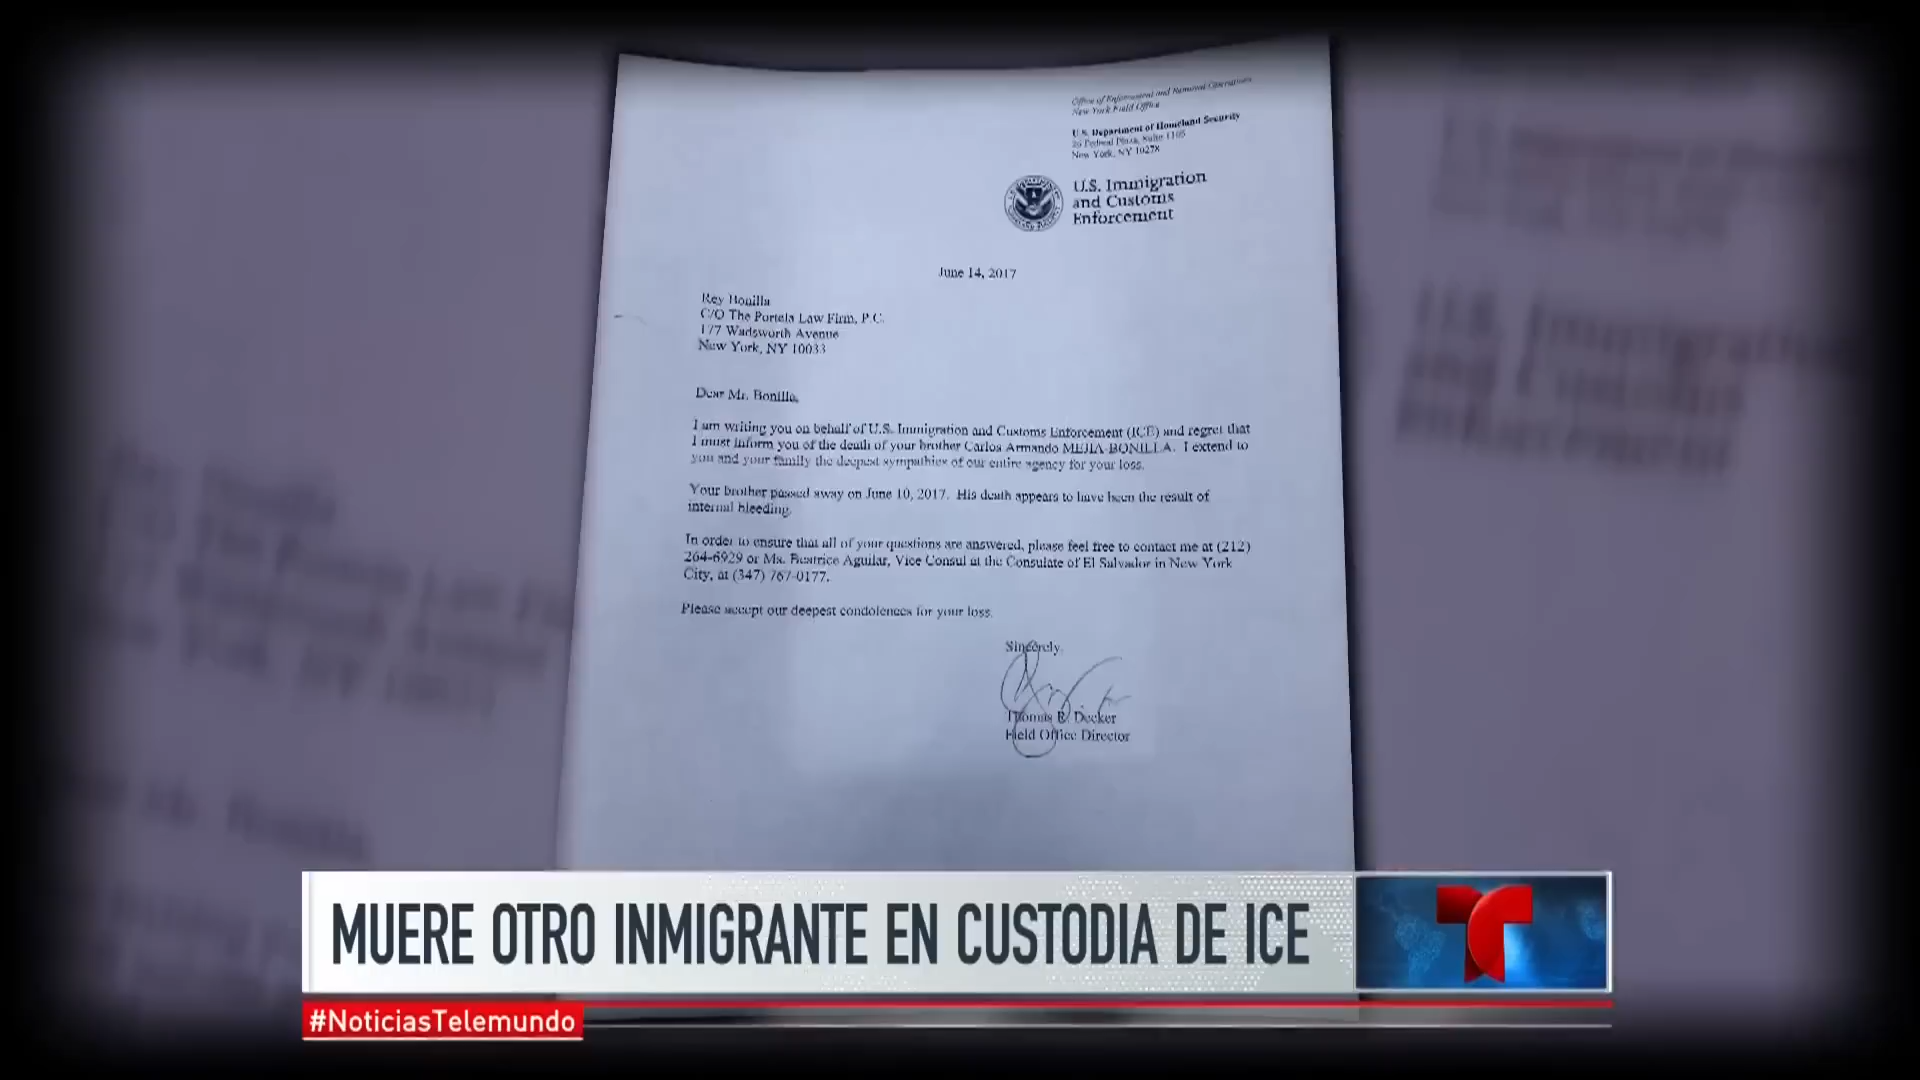 Office of Enforcement and Removal Operations
New York Field Office
U.S. Department of Homeland Security
26 Federal Plaza, Suite 1105
New York, NY 10278
U.S. Immigration
and Customs
Enforcement
June 14, 2017
Rey Bonilla
C/O The Portela Law Firm, P.C.
177 Wadsworth Avenue
New York, NY 10033
Dear Mr. Bonilla,
I am writing you on behalf of U.S. Immigration and Customs Enforcement (ICE) and regret that
I must inform you of the death of your brother Carlos Armando MEJIA-BONILLA. I extend to
you and your family the deepest sympathies of our entire agency for your loss.
Your brother passed away on June 10, 2017. His death appears to have been the result of
internal bleeding.
In order to ensure that all of your questions are answered, please feel free to contact me at (212)
264-6929 or Ms. Beatrice Aguilar, Vice Consul at the Consulate of El Salvador in New York
City, at (347) 767-0177.
Please accept our deepest condolences for your loss.
Sincerely,
Thomas R. Decker
Field Office Director
MUERE OTRO INMIGRANTE EN CUSTODIA DE ICE
#NoticiasTelemundo